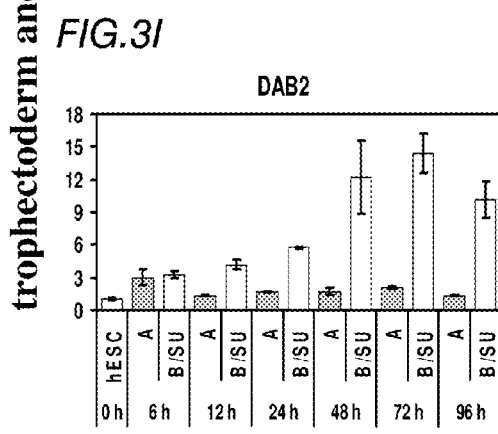 trophectoderm and
FIG.3I
DAB2
18
15
12
9
6
3
0
hESC
A
B/SU
A
B/SU
A
B/SU
A
B/SU
A
B/SU
A
B/SU
0 h
6 h
12 h
24 h
48 h
72 h
96 h